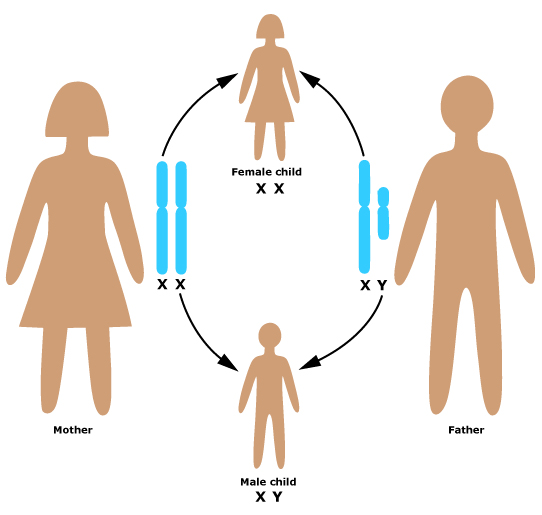 Female child
X X
X X
X Y
Mother
Father
Male child
X Y